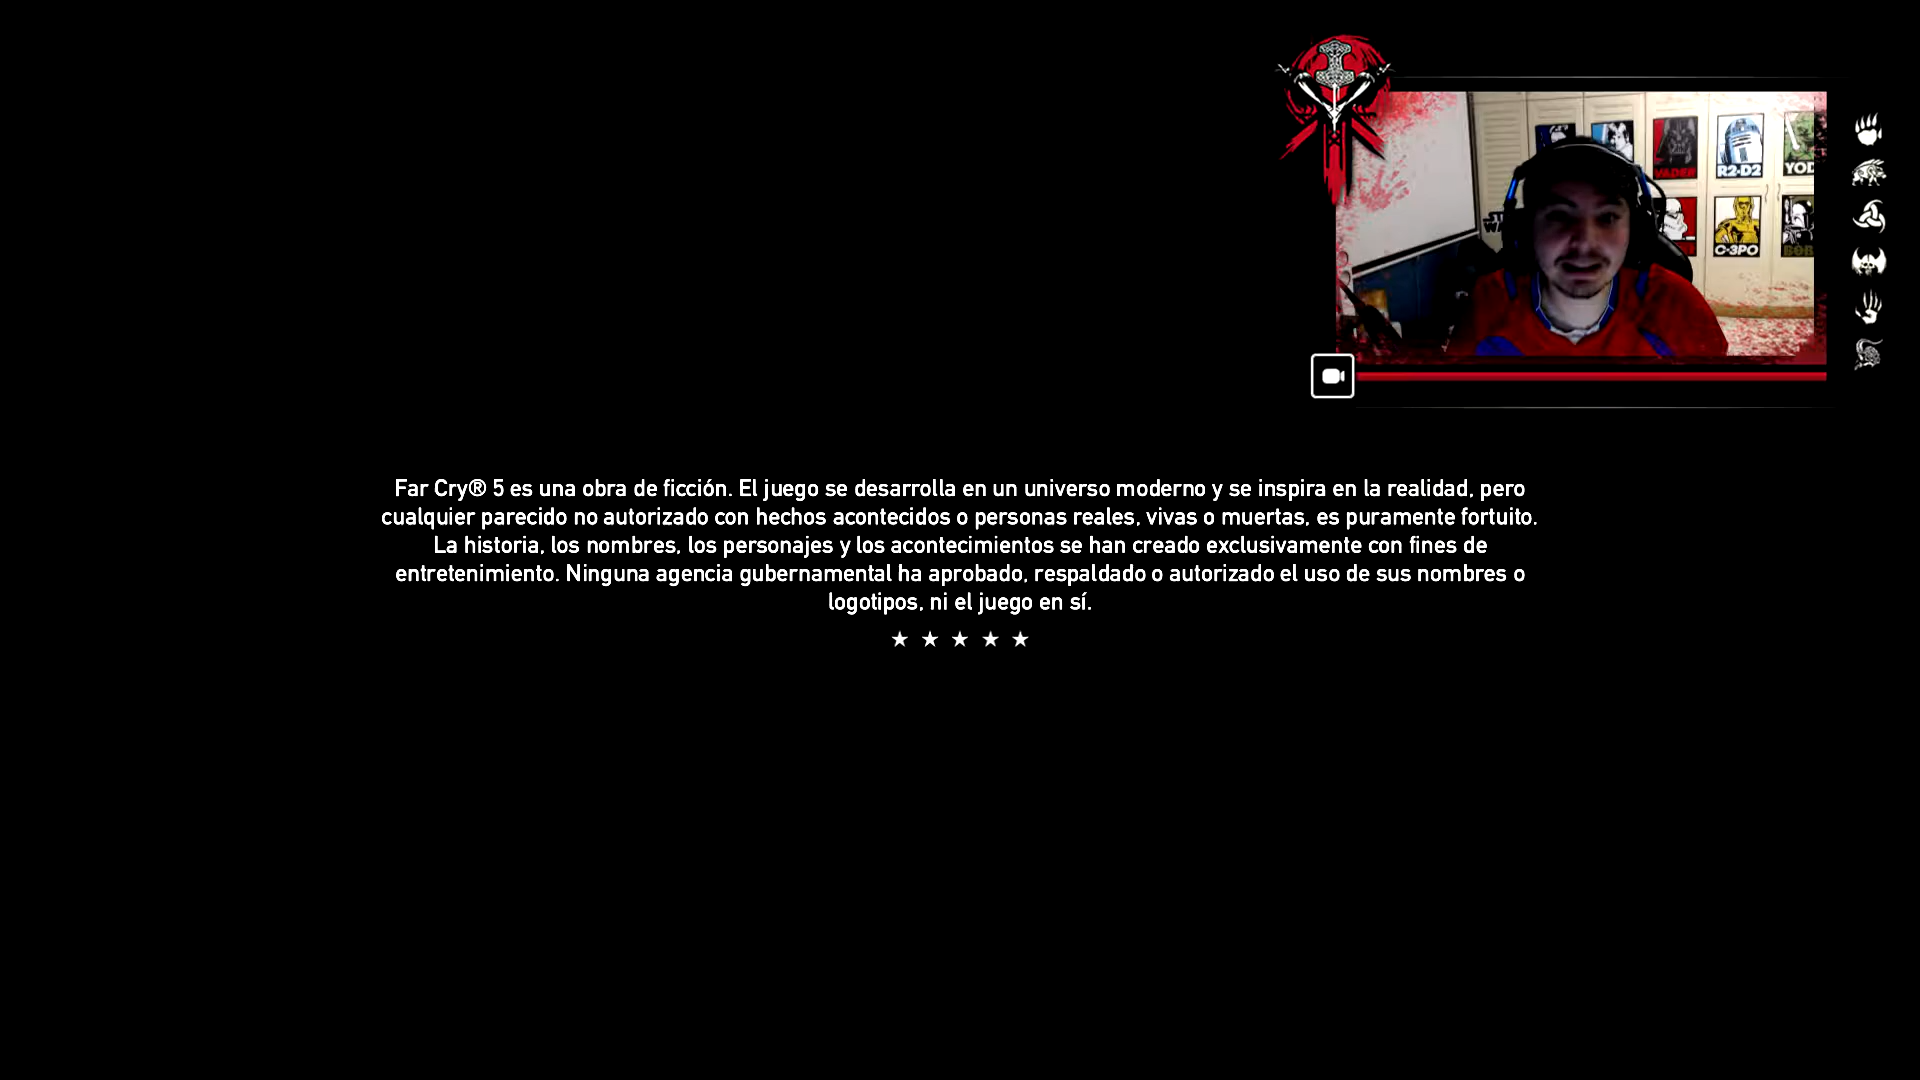 VADER
R2-D2
YOD
C-3PO
BOB
Far Cry® 5 es una obra de ficción. El juego se desarrolla en un universo moderno y se inspira en la realidad, pero
cualquier parecido no autorizado con hechos acontecidos o personas reales, vivas o muertas, es puramente fortuito.
La historia, los nombres, los personajes y los acontecimientos se han creado exclusivamente con fines de
entretenimiento. Ninguna agencia gubernamental ha aprobado, respaldado o autorizado el uso de sus nombres o
logotipos, ni el juego en sí.